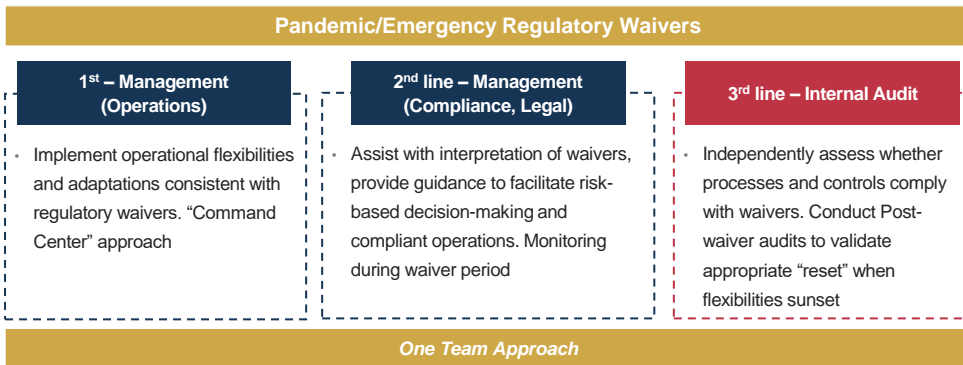 Pandemic/Emergency Regulatory Waivers
1st – Management
(Operations)
• Implement operational flexibilities
and adaptations consistent with
regulatory waivers. “Command
Center” approach
2nd line – Management
(Compliance, Legal)
• Assist with interpretation of waivers,
provide guidance to facilitate risk-
based decision-making and
compliant operations. Monitoring
during waiver period
3rd line – Internal Audit
• Independently assess whether
processes and controls comply
with waivers. Conduct Post-
waiver audits to validate
appropriate “reset” when
flexibilities sunset
One Team Approach